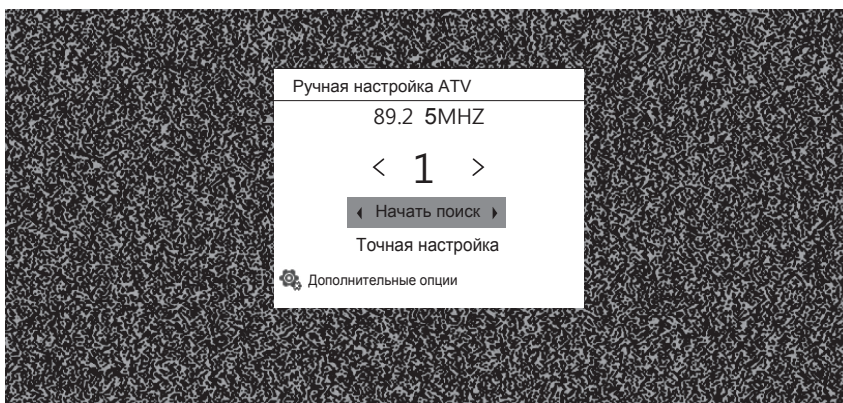 Ручная настройка ATV
89.2 5MHZ
< 1 >
Начать поиск
Точная настройка
Дополнительные опции